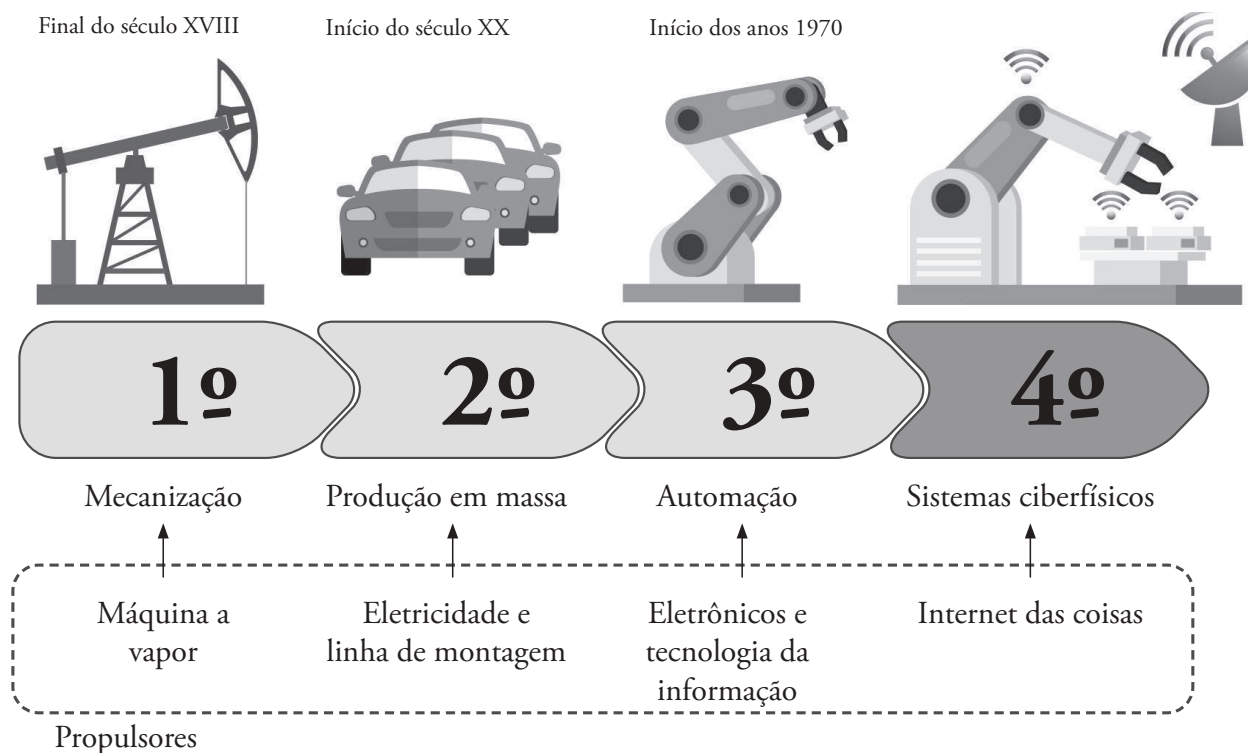 Final do século XVIII
Início do século XX
Início dos anos 1970
1º
2º
3º
4º
Mecanização
Produção em massa
Automação
Sistemas ciberfísicos
Máquina a
vapor
Eletricidade e
linha de montagem
Eletrônicos e
tecnologia da
informação
Internet das coisas
Propulsores